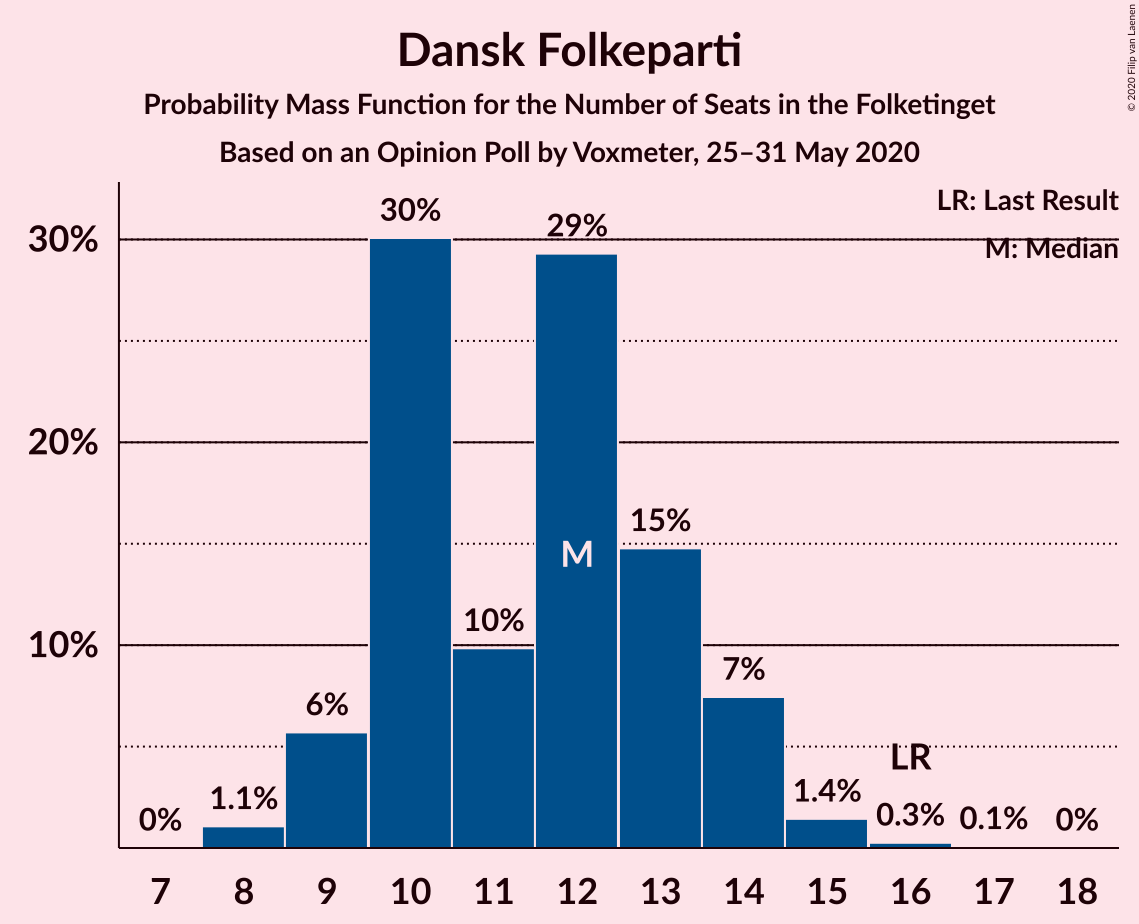 Dansk Folkeparti
Probability Mass Function for the Number of Seats in the Folketinget
Based on an Opinion Poll by Voxmeter, 25–31 May 2020
© 2020 Filip van Laenen
LR: Last Result
M: Median
30%
20%
10%
0%
1.1%
6%
30%
10%
29%
M
15%
7%
1.4%
LR
0.3%
0.1%
0%
7 8 9 10 11 12 13 14 15 16 17 18